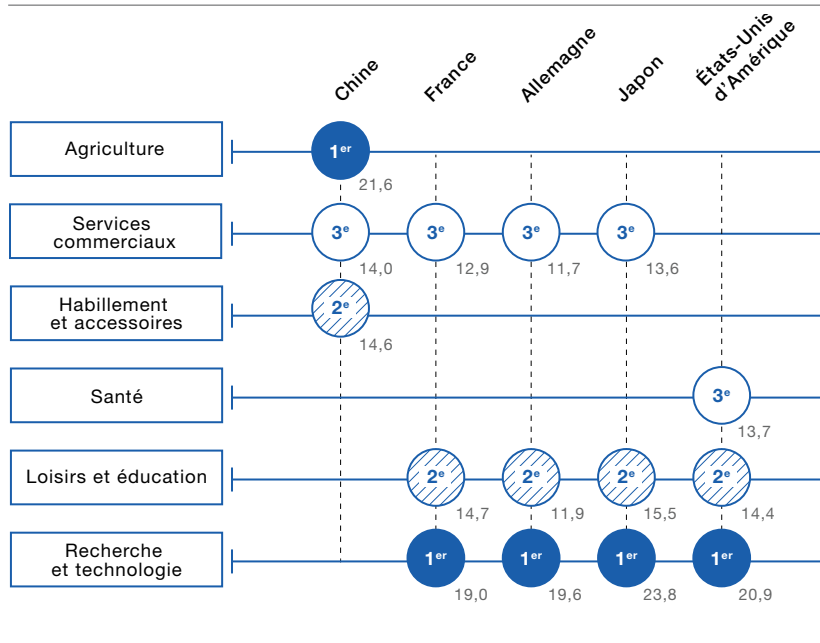 Chine
France
Allemagne
Japon
États-Unis
d’Amérique
Agriculture
1er
21,6
Services
commerciaux
3e
3e
3e
3e
14,0
12,9
11,7
13,6
Habillement
et accessoires
2e
14,6
Santé
3e
13,7
Loisirs et éducation
2e
2e
2e
2e
14,7
11,9
15,5
14,4
Recherche
et technologie
1er
1er
1er
1er
19,0
19,6
23,8
20,9